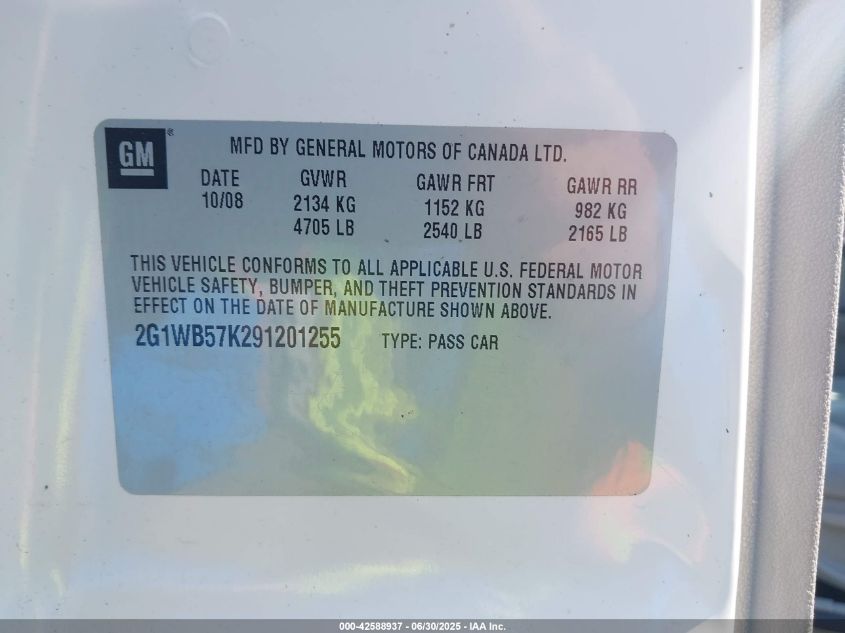 GM®
MFD BY GENERAL MOTORS OF CANADA LTD.
DATE GVWR GAWR FRT GAWR RR
10/08 2134 KG 1152 KG 982 KG
4705 LB 2540 LB 2165 LB
THIS VEHICLE CONFORMS TO ALL APPLICABLE U.S. FEDERAL MOTOR
VEHICLE SAFETY, BUMPER, AND THEFT PREVENTION STANDARDS IN
EFFECT ON THE DATE OF MANUFACTURE SHOWN ABOVE.
2G1WB57K291201255 TYPE: PASS CAR
000-42588937 - 06/30/2025 - IAA Inc.